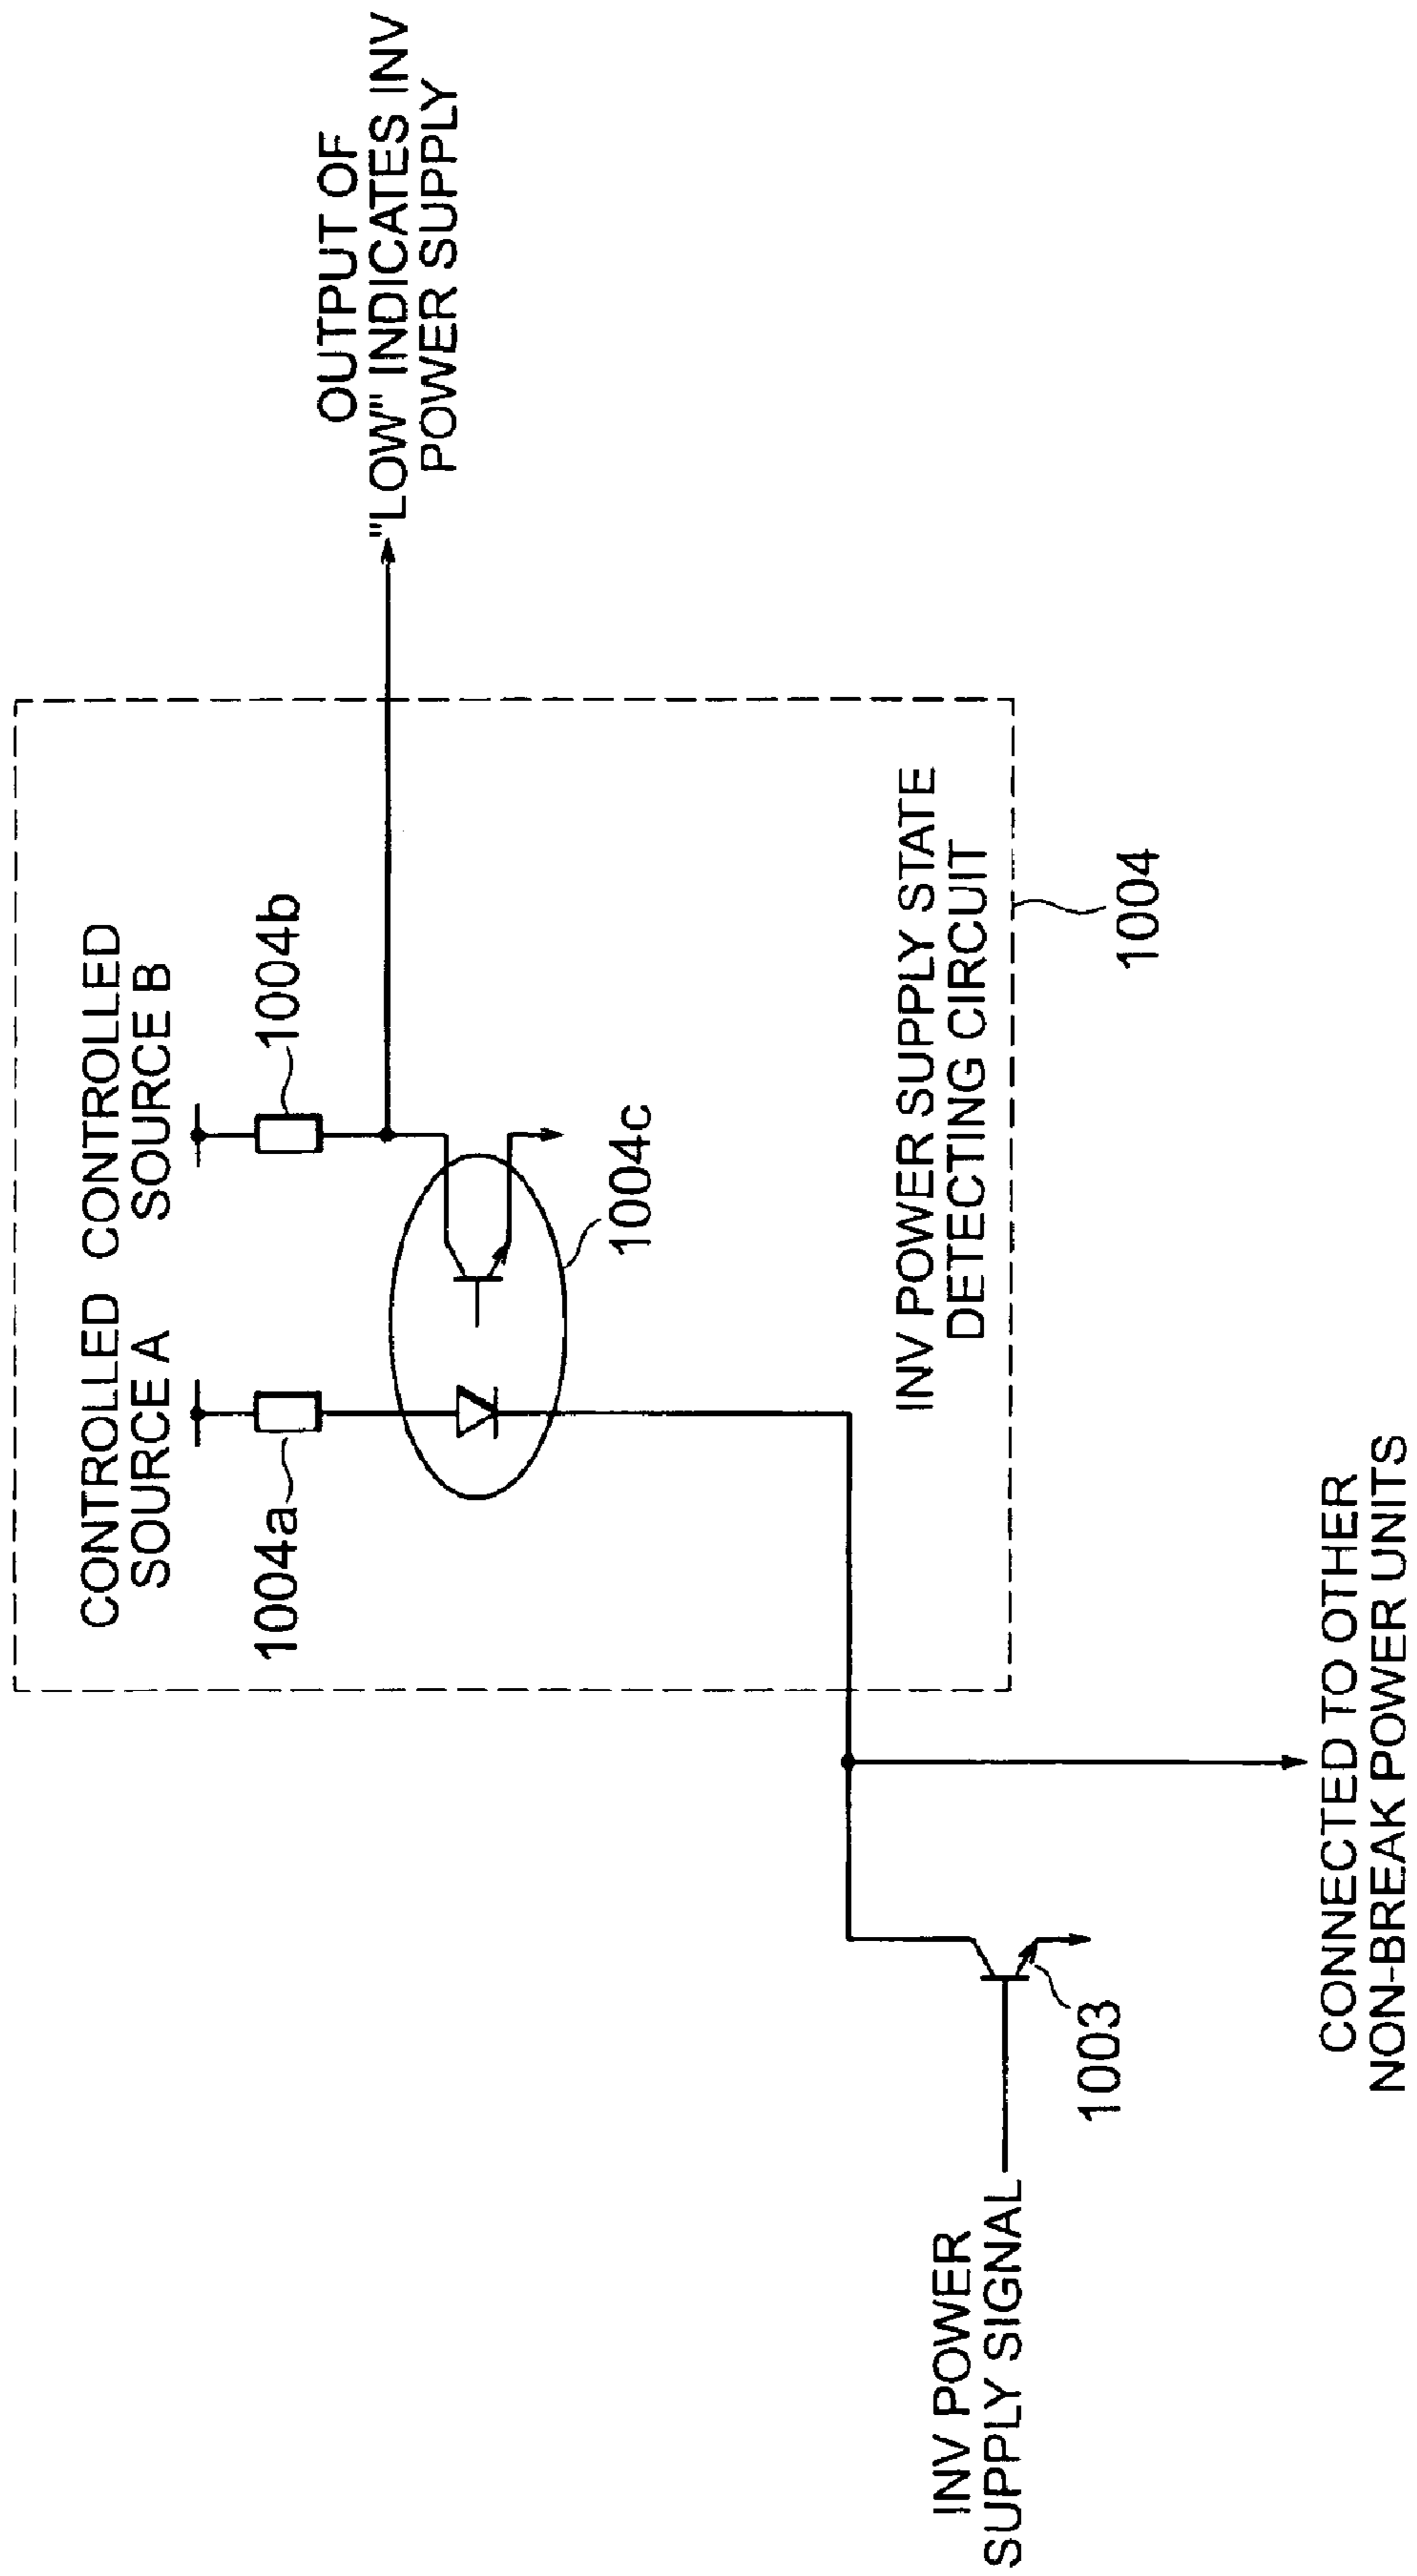 CONTROLLED
SOURCE A
CONTROLLED
SOURCE B
1004a
1004b
1004c
OUTPUT OF
"LOW" INDICATES INV
POWER SUPPLY
INV POWER SUPPLY STATE
DETECTING CIRCUIT
1004
INV POWER
SUPPLY SIGNAL
1003
CONNECTED TO OTHER
NON-BREAK POWER UNITS